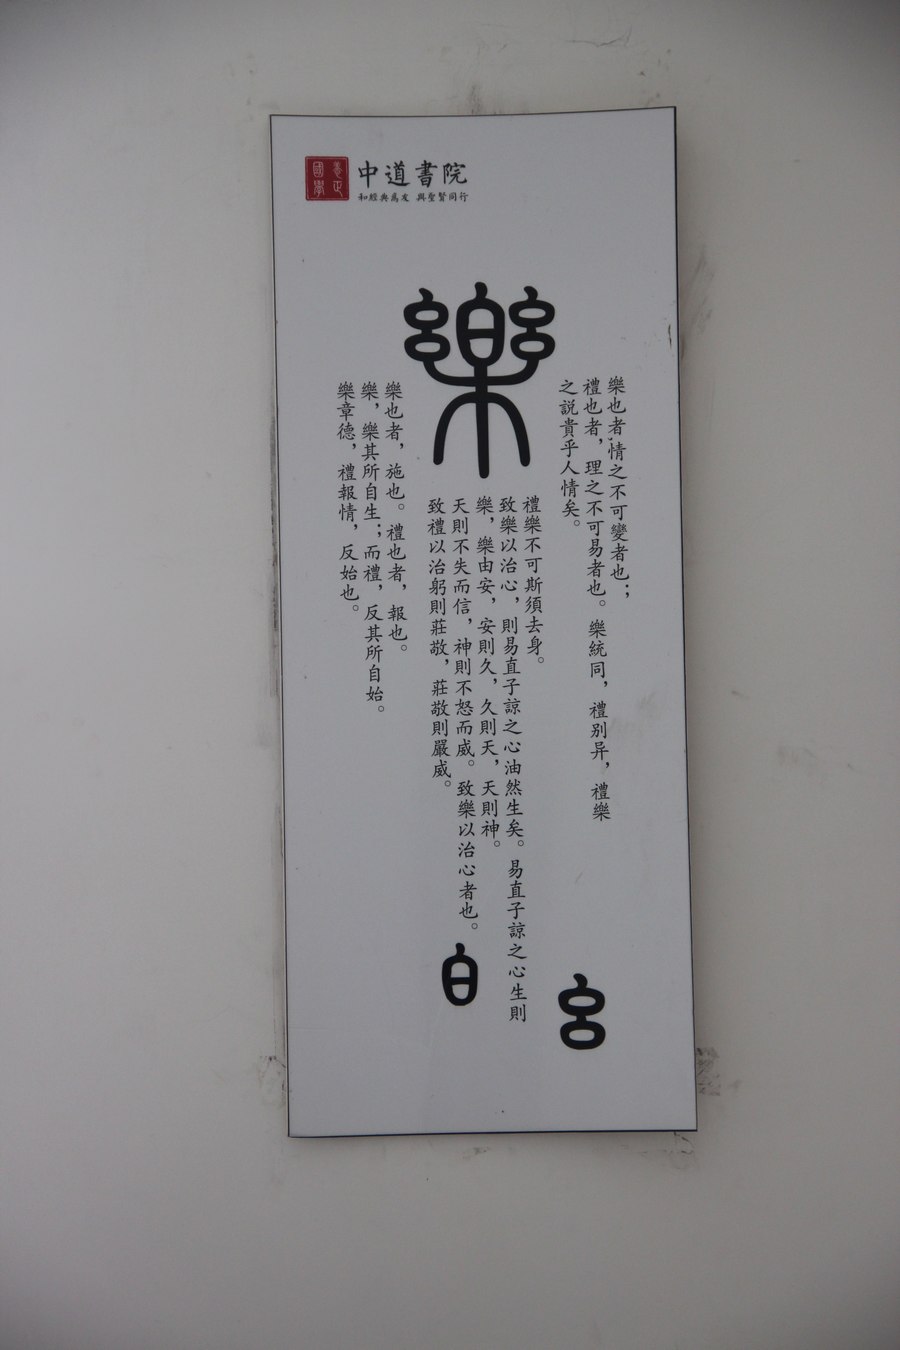 養正
國學
中道書院
和經典爲友 與聖賢同行
樂
樂也者,情之不可變者也；
禮也者，理之不可易者也。樂統同，禮别异，禮樂
之説貴乎人情矣。
禮樂不可斯須去身。
致樂以治心，則易直子諒之心油然生矣。易直子諒之心生則
樂，樂由安，安則久，久則天，天則神。
天則不失而信，神則不怒而威。致樂以治心者也。
致禮以治躬則莊敬，莊敬則嚴威。
樂也者，施也。禮也者，報也。
樂，樂其所自生；而禮，反其所自始。
樂章德，禮報情，反始也。
白